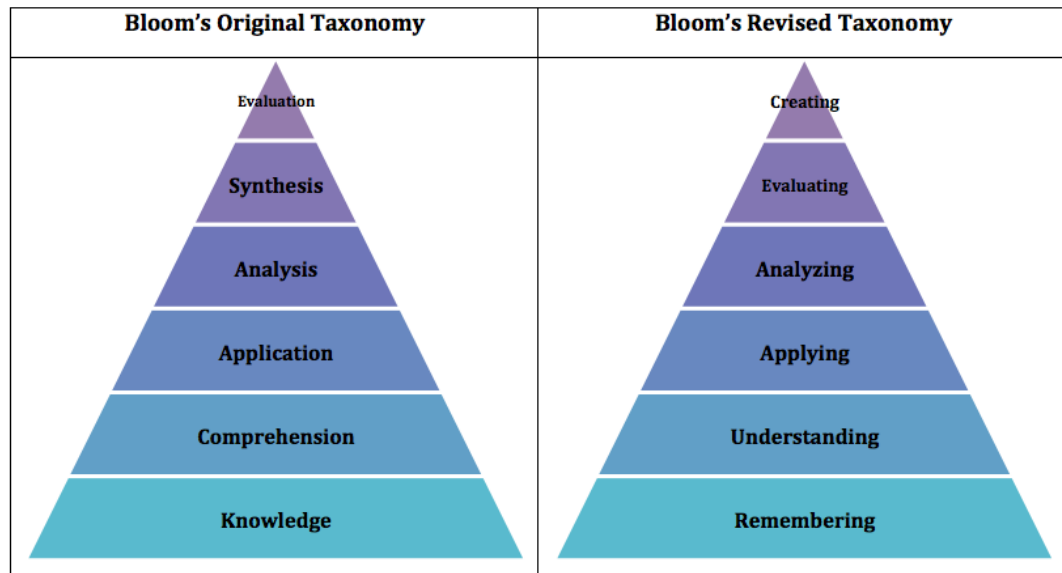 Bloom’s Original Taxonomy
Evaluation
Synthesis
Analysis
Application
Comprehension
Knowledge
Bloom’s Revised Taxonomy
Creating
Evaluating
Analyzing
Applying
Understanding
Remembering